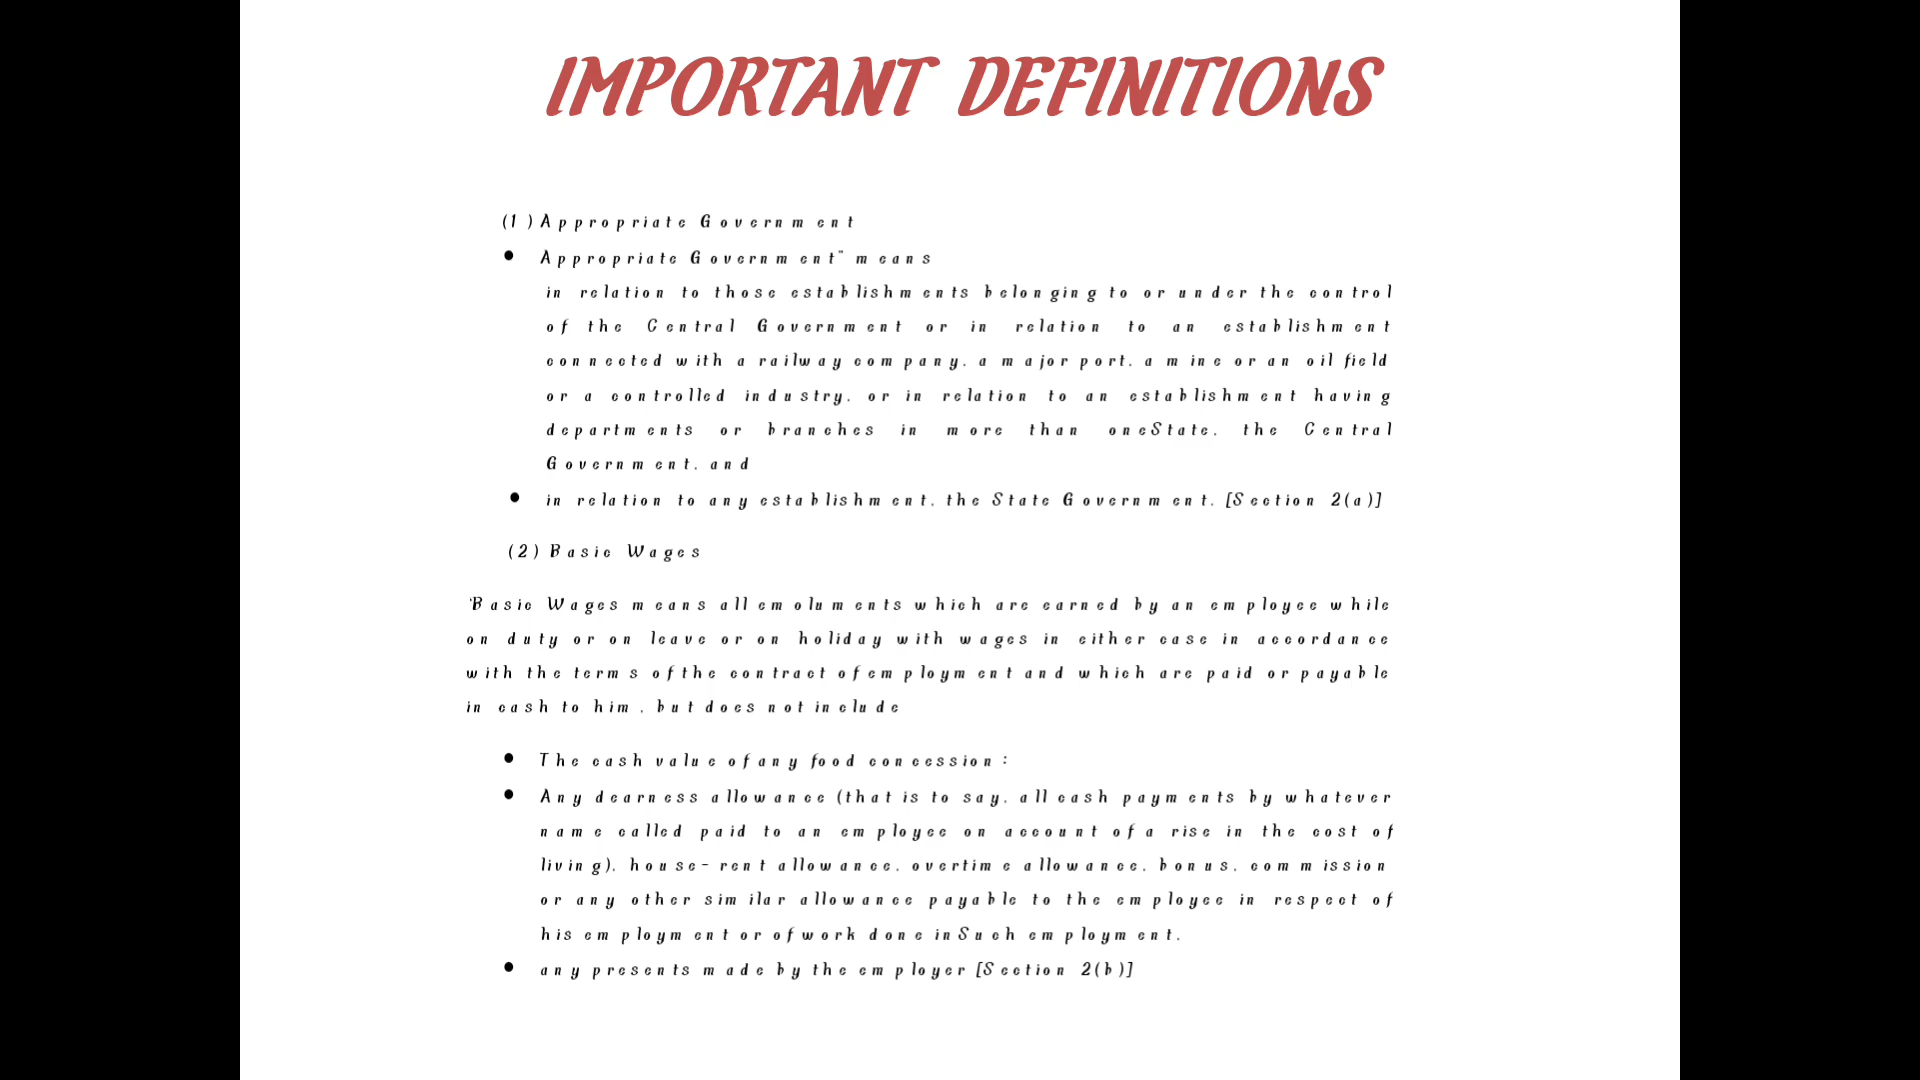 IMPORTANT DEFINITIONS
(1) Appropriate Government
• Appropriate Government" means
in relation to those establishments belonging to or under the control
of the Central Government or in relation to an establishment
connected with a railway company, a major port, a mine or an oil field
or a controlled industry, or in relation to an establishment having
departments or branches in more than oneState, the Central
Government, and
• in relation to any establishment, the State Government. [Section 2(a)]
(2) Basic Wages
'Basic Wages means all emoluments which are earned by an employee while
on duty or on leave or on holiday with wages in either case in accordance
with the terms of the contract of employment and which are paid or payable
in cash to him, but does not include
• The cash value of any food concession :
• Any dearness allowance (that is to say, all cash payments by whatever
name called paid to an employee on account of a rise in the cost of
living), house- rent allowance, overtime allowance, bonus, commission
or any other similar allowance payable to the employee in respect of
his employment or of work done inSuch employment.
• any presents made by the employer [Section 2(b)]